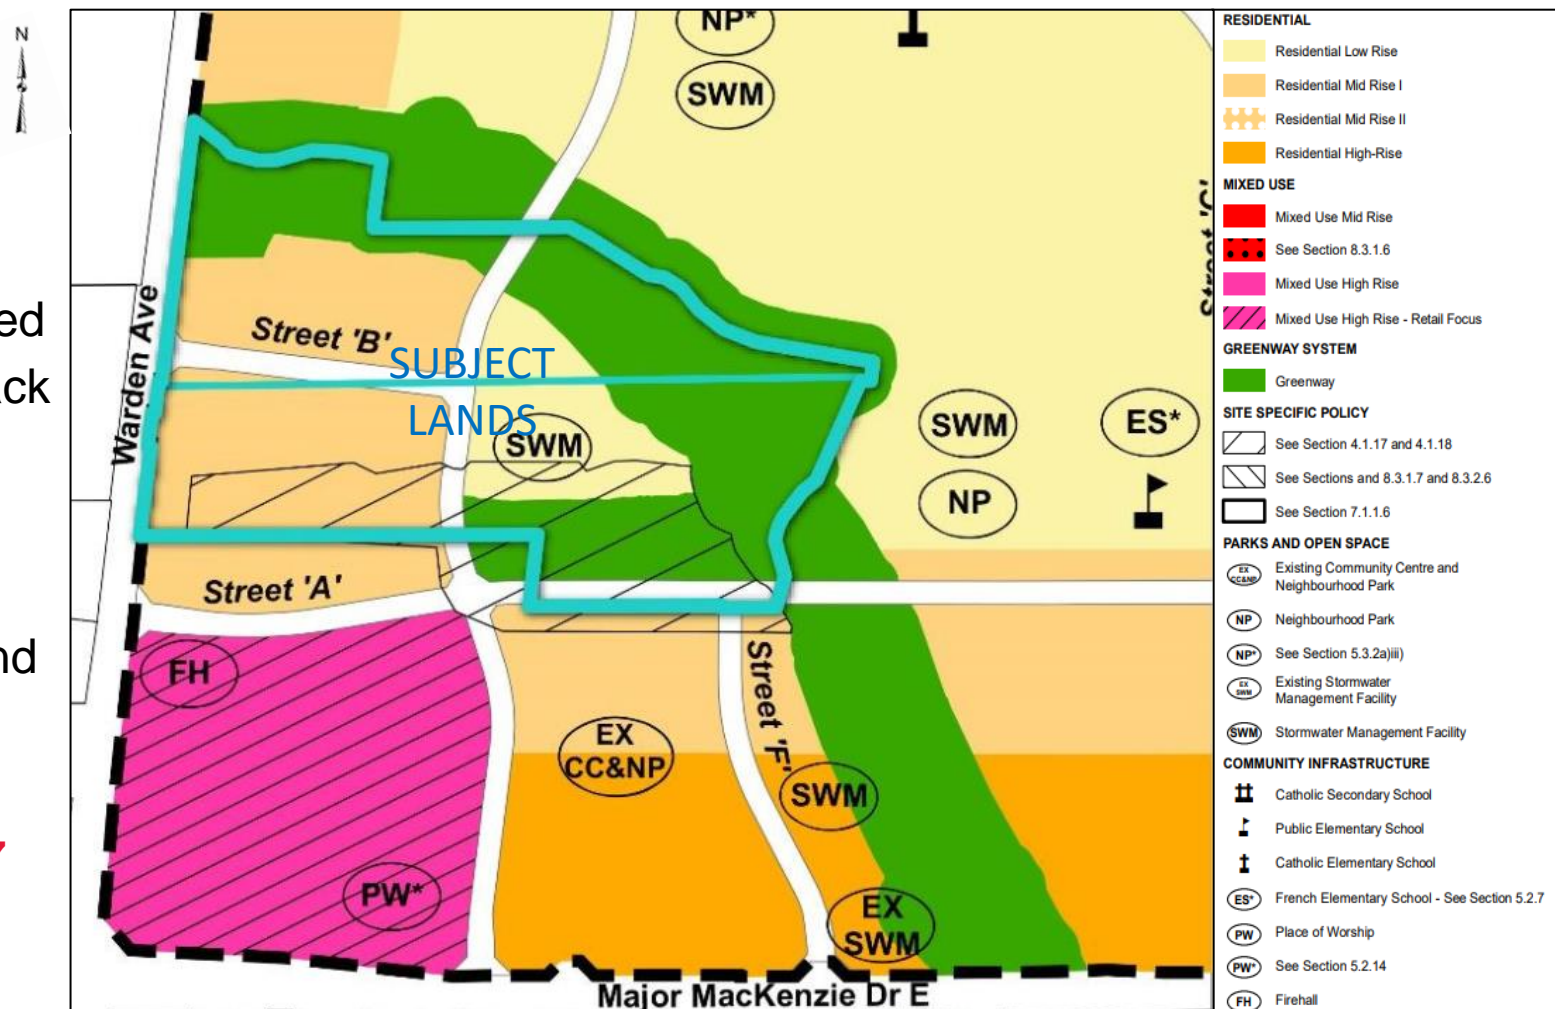 N
ed
ack
nd
NP*
SWM
Street 'C'
Warden Ave
Street 'B'
SUBJECT
LANDS
SWM
SWM
ES*
NP
Street 'A'
FH
Street 'F'
EX
CC&NP
SWM
PW*
EX
SWM
Major MacKenzie Dr E
RESIDENTIAL
Residential Low Rise
Residential Mid Rise I
Residential Mid Rise II
Residential High-Rise
MIXED USE
Mixed Use Mid Rise
See Section 8.3.1.6
Mixed Use High Rise
Mixed Use High Rise - Retail Focus
GREENWAY SYSTEM
Greenway
SITE SPECIFIC POLICY
See Section 4.1.17 and 4.1.18
See Sections and 8.3.1.7 and 8.3.2.6
See Section 7.1.1.6
PARKS AND OPEN SPACE
EX
CC&NP
Existing Community Centre and
Neighbourhood Park
NP Neighbourhood Park
NP* See Section 5.3.2a)iii)
EX
SWM
Existing Stormwater
Management Facility
SWM Stormwater Management Facility
COMMUNITY INFRASTRUCTURE
Catholic Secondary School
Public Elementary School
Catholic Elementary School
ES* French Elementary School - See Section 5.2.7
PW Place of Worship
PW* See Section 5.2.14
FH Firehall